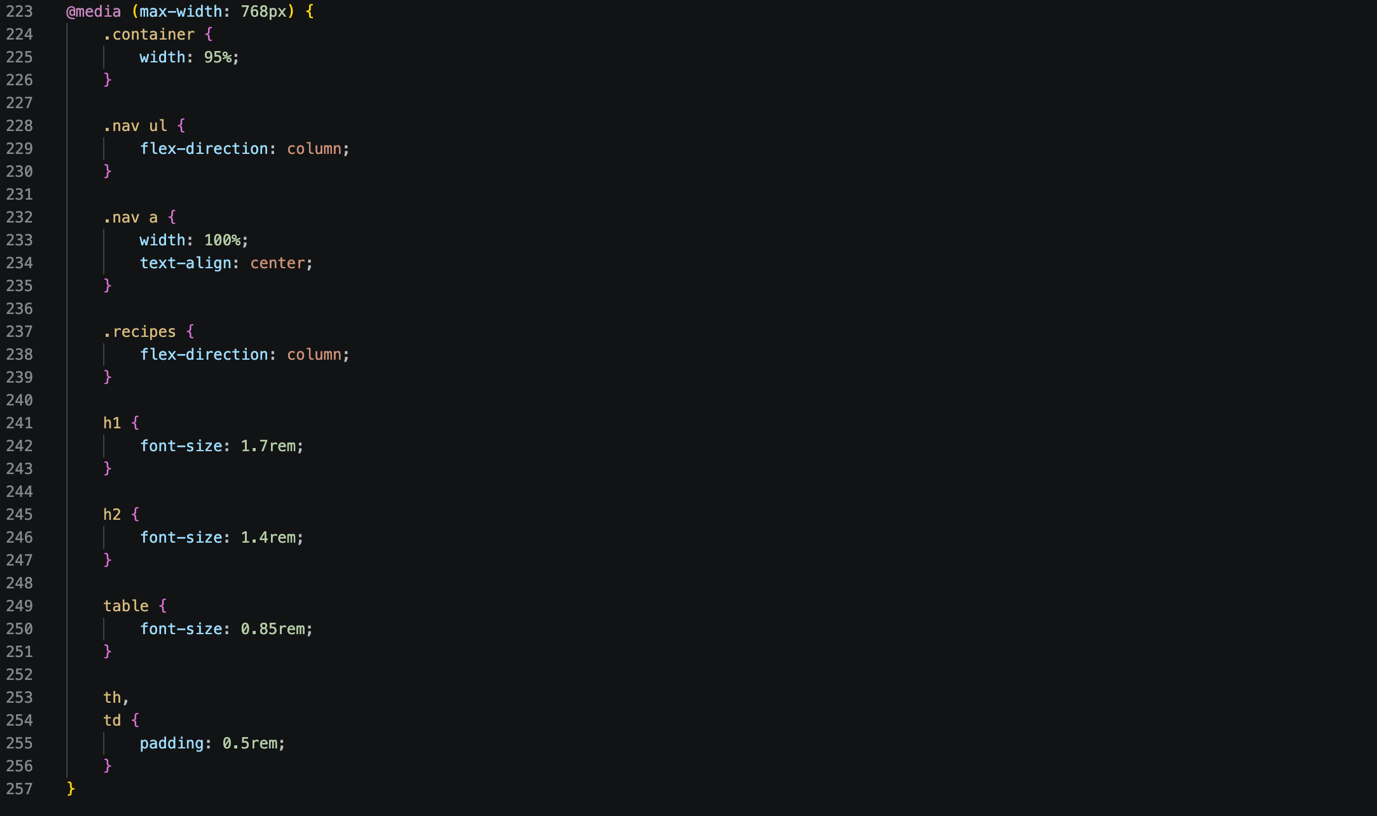 223 @media (max-width: 768px) {
224     .container {
225         width: 95%;
226     }
227
228     .nav ul {
229         flex-direction: column;
230     }
231
232     .nav a {
233         width: 100%;
234         text-align: center;
235     }
236
237     .recipes {
238         flex-direction: column;
239     }
240
241     h1 {
242         font-size: 1.7rem;
243     }
244
245     h2 {
246         font-size: 1.4rem;
247     }
248
249     table {
250         font-size: 0.85rem;
251     }
252
253     th,
254     td {
255         padding: 0.5rem;
256     }
257 }